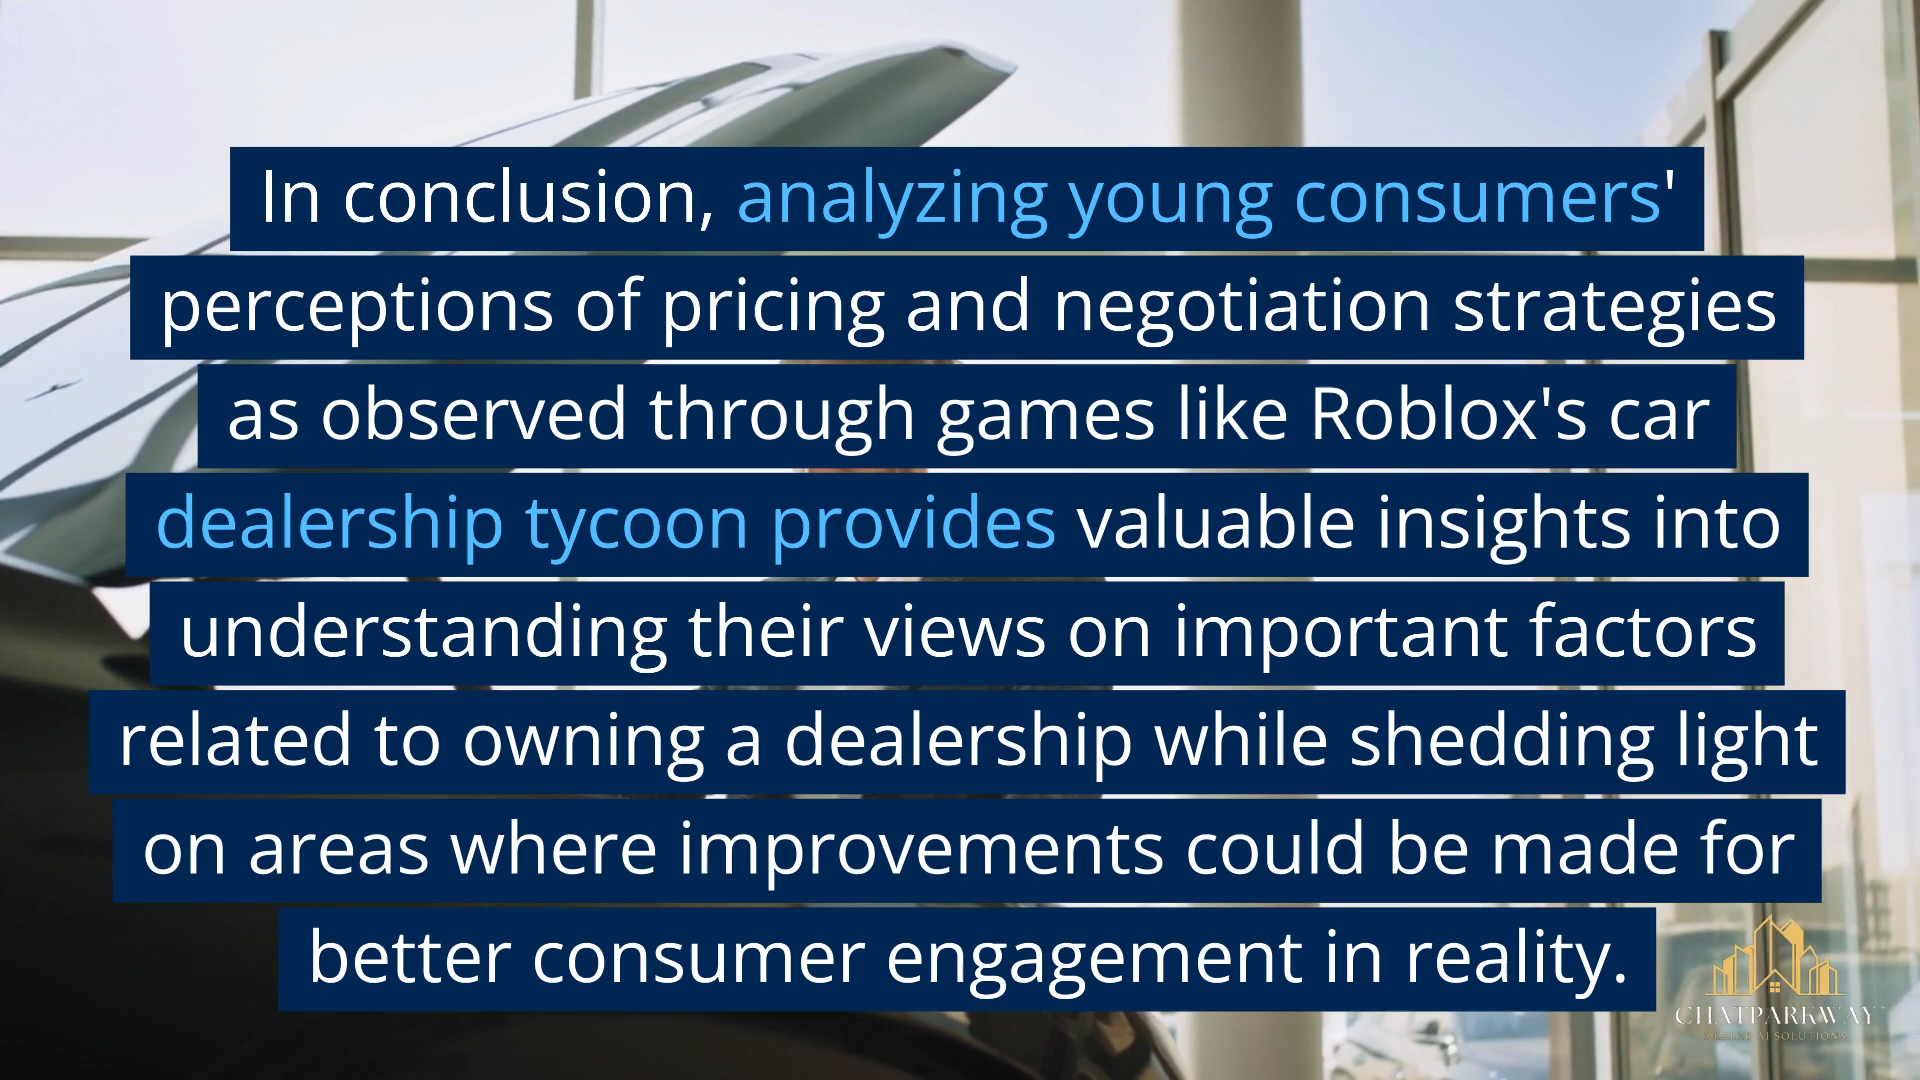 In conclusion, analyzing young consumers'
perceptions of pricing and negotiation strategies
as observed through games like Roblox's car
dealership tycoon provides valuable insights into
understanding their views on important factors
related to owning a dealership while shedding light
on areas where improvements could be made for
better consumer engagement in reality.
CHATPARKWAY
AI SOLUTIONS